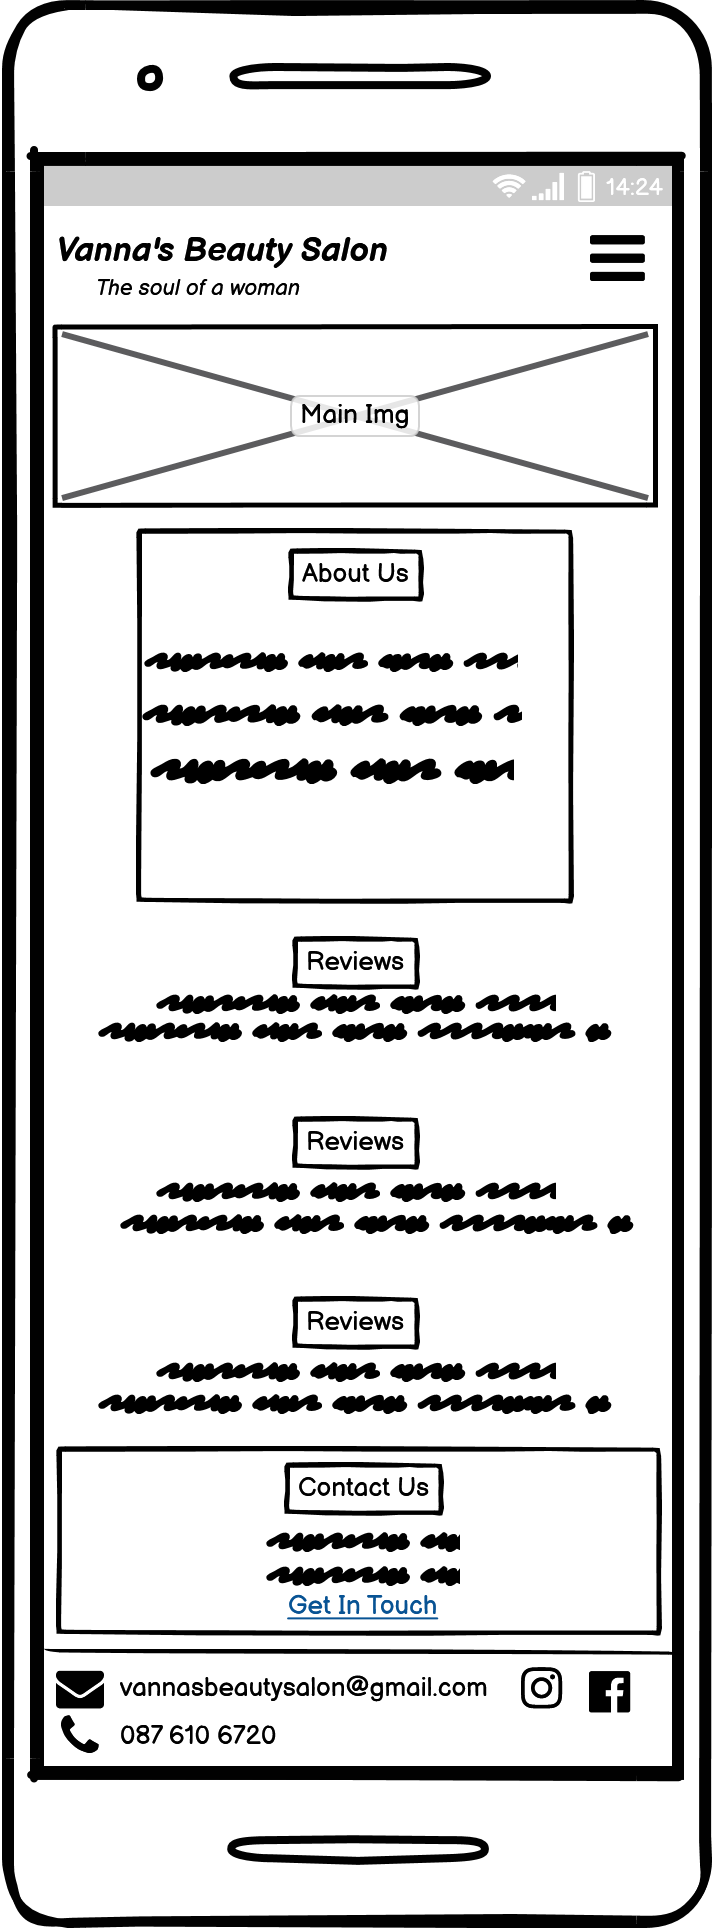 14:24
Vanna's Beauty Salon
The soul of a woman
Main Img
About Us
Reviews
Reviews
Reviews
Contact Us
Get In Touch
vannasbeautysalon@gmail.com
087 610 6720